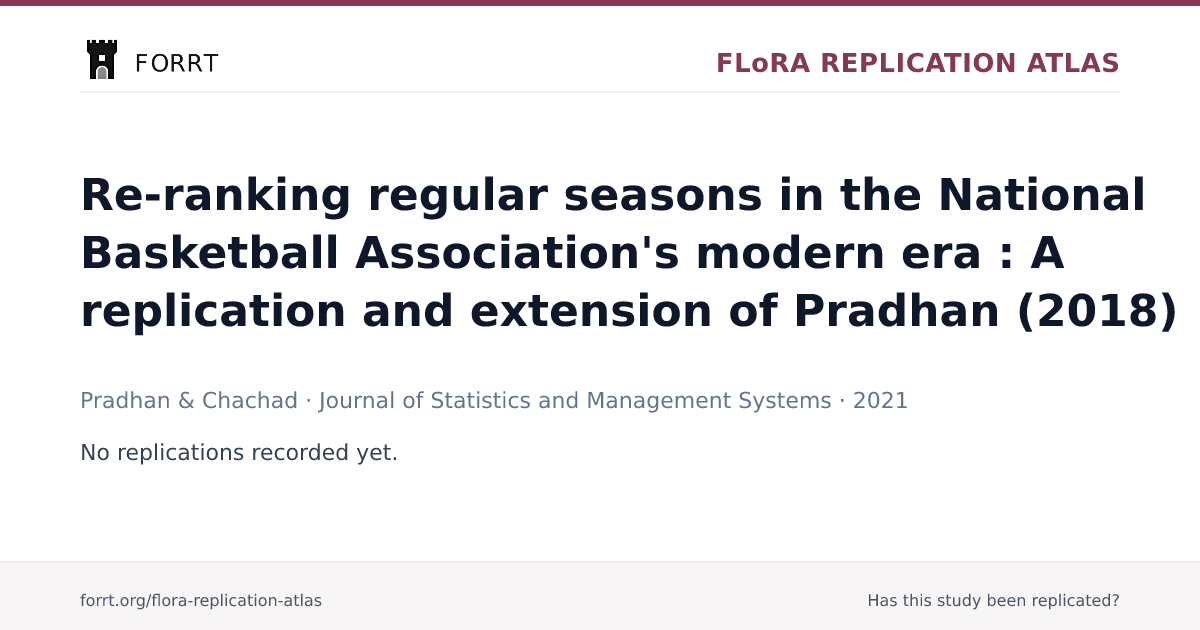 FORRT
FLoRA REPLICATION ATLAS
Re-ranking regular seasons in the National
Basketball Association's modern era : A
replication and extension of Pradhan (2018)
Pradhan & Chachad · Journal of Statistics and Management Systems · 2021
No replications recorded yet.
forrt.org/flora-replication-atlas
Has this study been replicated?